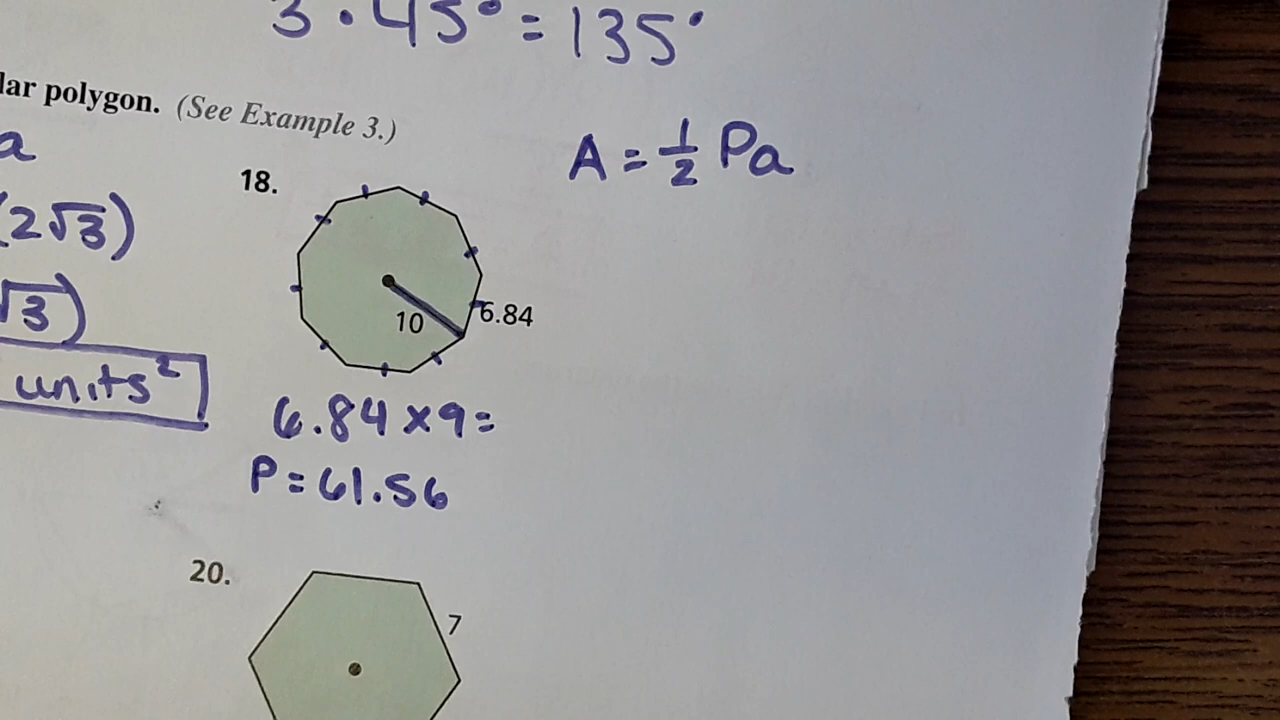 3 · 45° = 135°
lar polygon. (See Example 3.)
a
A = 1/2 Pa
18.
(2√3)
√3)
10
6.84
units²
6.84 × 9 =
P = 61.56
20.
7